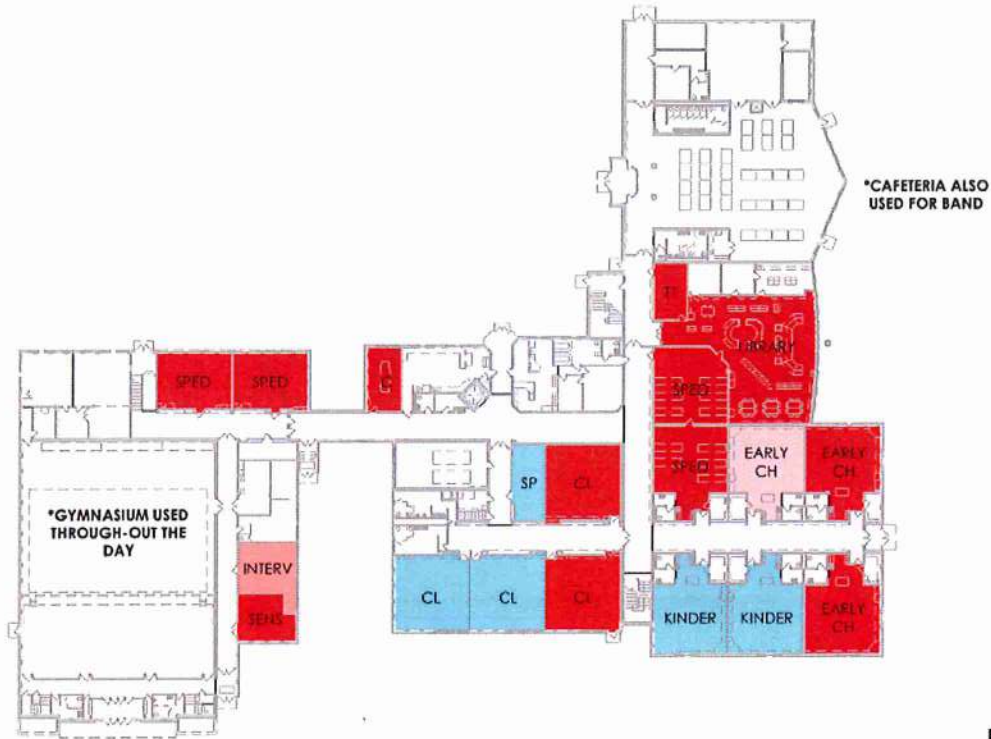 *CAFETERIA ALSO
USED FOR BAND
LIBRARY
SPED
SPED
SPED
SPED
EARLY
CH
EARLY
CH
SP
CL
*GYMNASIUM USED
THROUGH-OUT THE
DAY
INTERV
SENS
CL
CL
CL
KINDER
KINDER
EARLY
CH